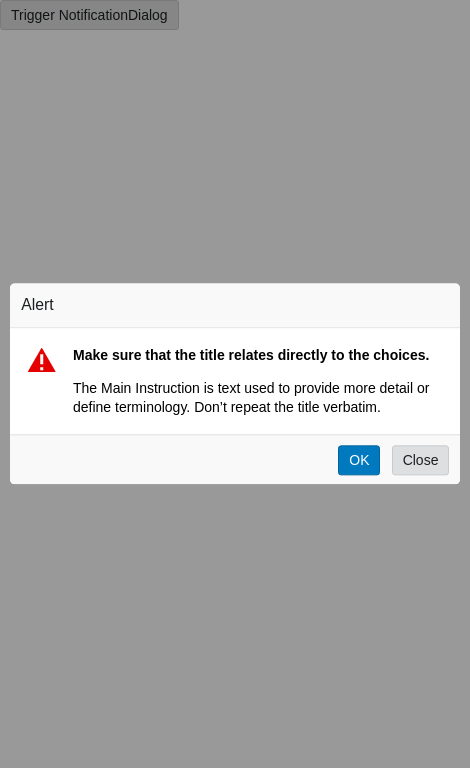 Trigger NotificationDialog
Alert
Make sure that the title relates directly to the choices.
The Main Instruction is text used to provide more detail or
define terminology. Don’t repeat the title verbatim.
OK Close